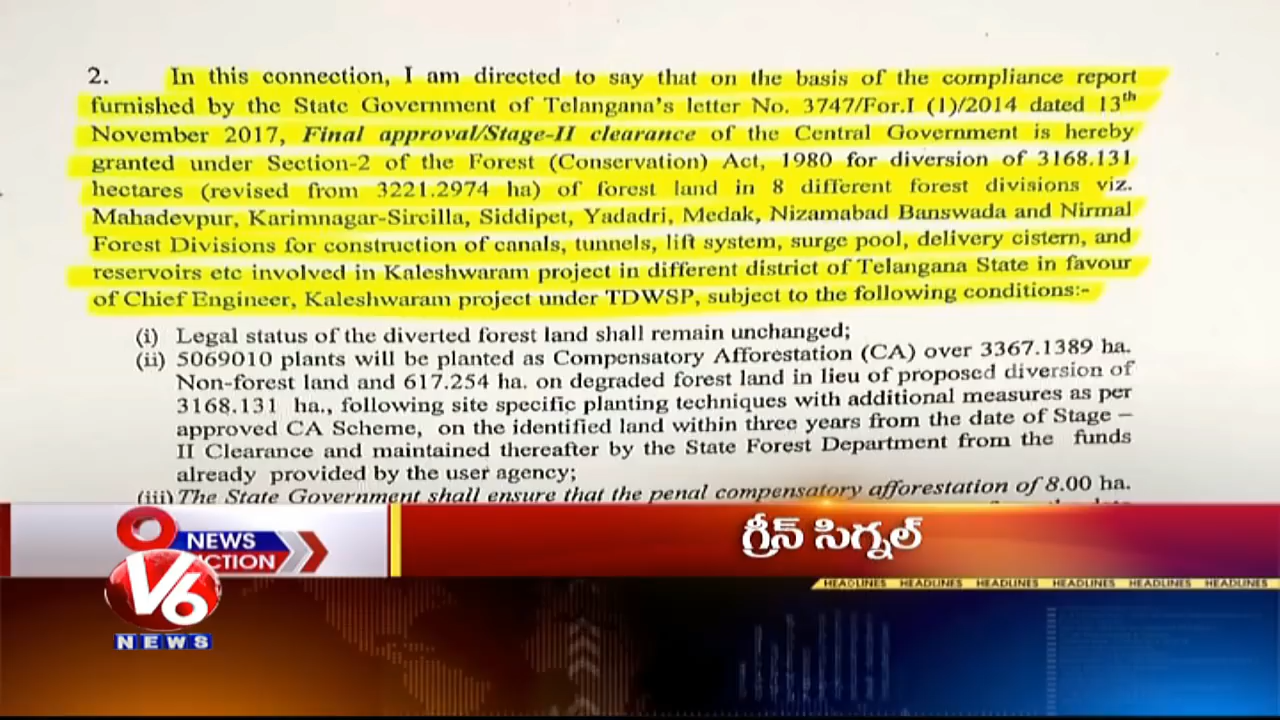 2. In this connection, I am directed to say that on the basis of the compliance report
furnished by the State Government of Telangana's letter No. 3747/For.I (1)/2014 dated 13th
November 2017, Final approval/Stage-II clearance of the Central Government is hereby
granted under Section-2 of the Forest (Conservation) Act, 1980 for diversion of 3168.131
hectares (revised from 3221.2974 ha) of forest land in 8 different forest divisions viz.
Mahadevpur, Karimnagar-Sircilla, Siddipet, Yadadri, Medak, Nizamabad Banswada and Nirmal
Forest Divisions for construction of canals, tunnels, lift system, surge pool, delivery cistern, and
reservoirs etc involved in Kaleshwaram project in different district of Telangana State in favour
of Chief Engineer, Kaleshwaram project under TDWSP, subject to the following conditions:-
(i) Legal status of the diverted forest land shall remain unchanged;
(ii) 5069010 plants will be planted as Compensatory Afforestation (CA) over 3367.1389 ha.
Non-forest land and 617.254 ha. on degraded forest land in lieu of proposed diversion of
3168.131 ha., following site specific planting techniques with additional measures as per
approved CA Scheme, on the identified land within three years from the date of Stage –
II Clearance and maintained thereafter by the State Forest Department from the funds
already provided by the user agency;
(iii) The State Government shall ensure that the penal compensatory afforestation of 8.00 ha.
గ్రీన్ సిగ్నల్
9
NEWS
CTION
V6
NEWS
HEADLINES HEADLINES HEADLINES HEADLINES HEADLINES HEADLINES